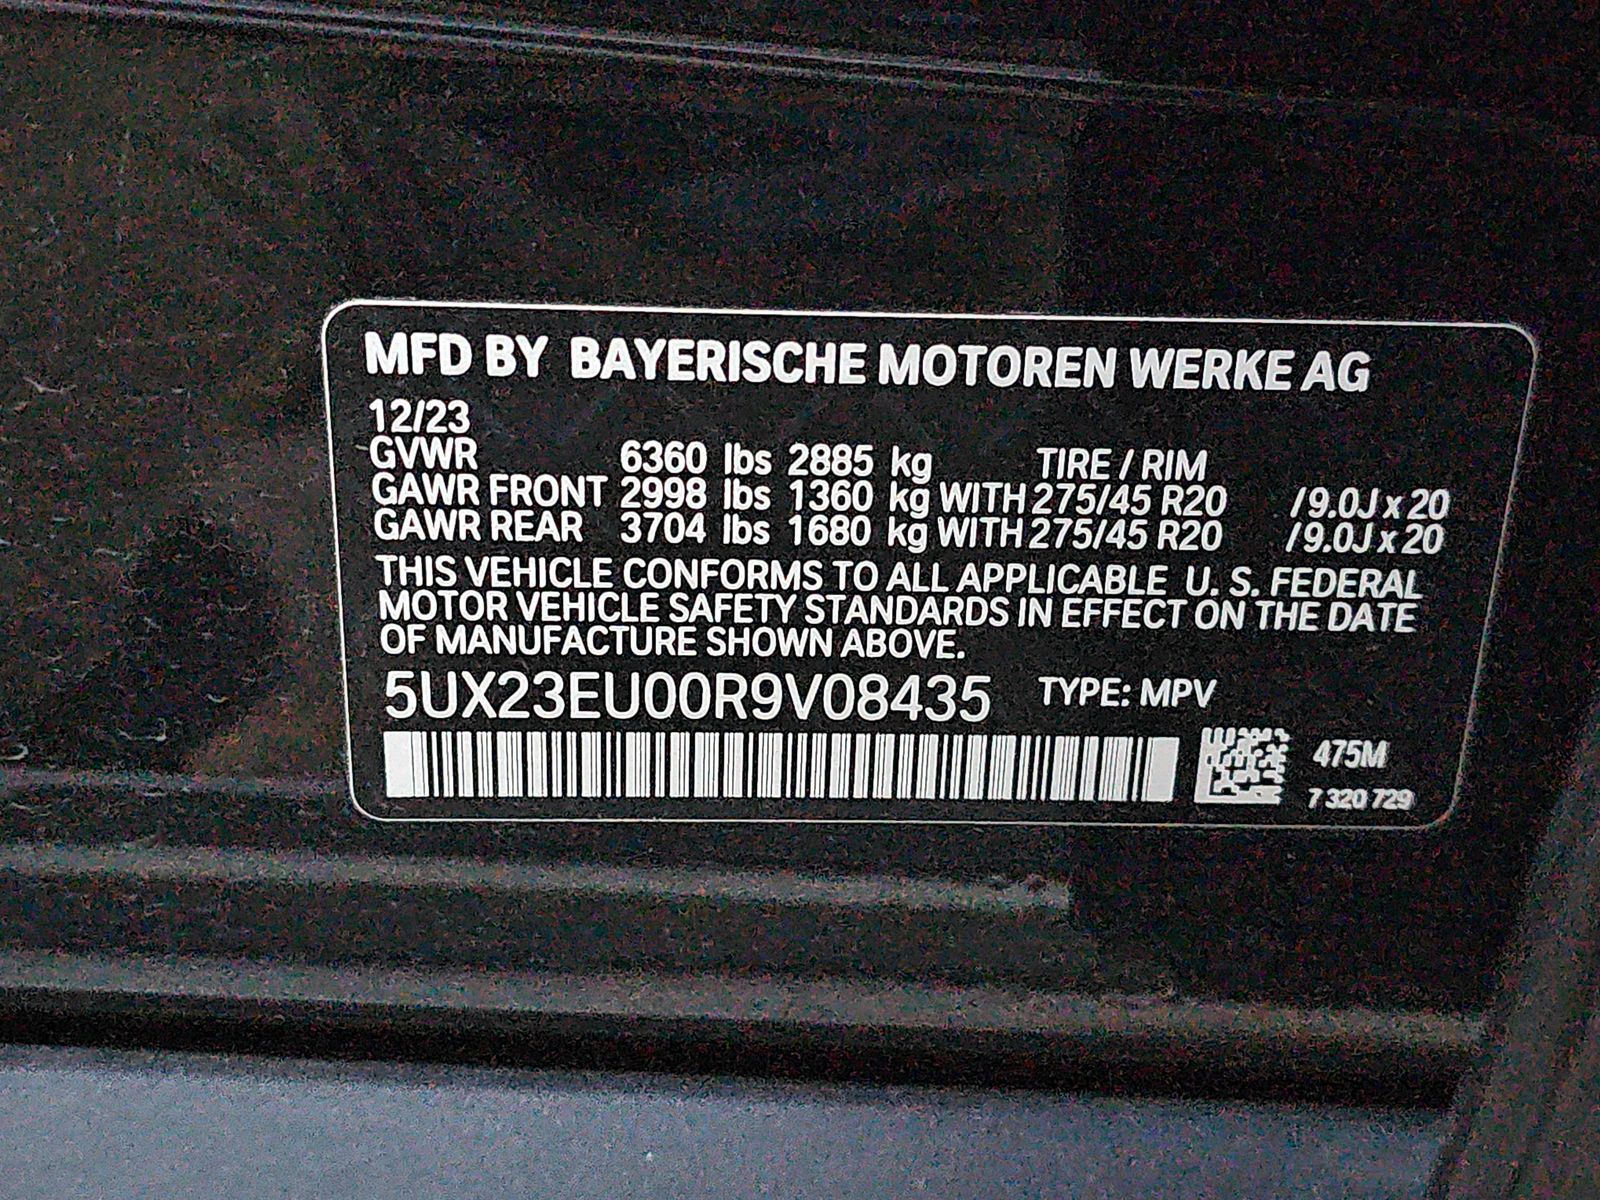 MFD BY BAYERISCHE MOTOREN WERKE AG
12/23
GVWR 6360 lbs 2885 kg TIRE / RIM
GAWR FRONT 2998 lbs 1360 kg WITH 275/45 R20 /9.0J x 20
GAWR REAR 3704 lbs 1680 kg WITH 275/45 R20 /9.0J x 20
THIS VEHICLE CONFORMS TO ALL APPLICABLE U. S. FEDERAL
MOTOR VEHICLE SAFETY STANDARDS IN EFFECT ON THE DATE
OF MANUFACTURE SHOWN ABOVE.
5UX23EU00R9V08435 TYPE: MPV
475M
7 320 729